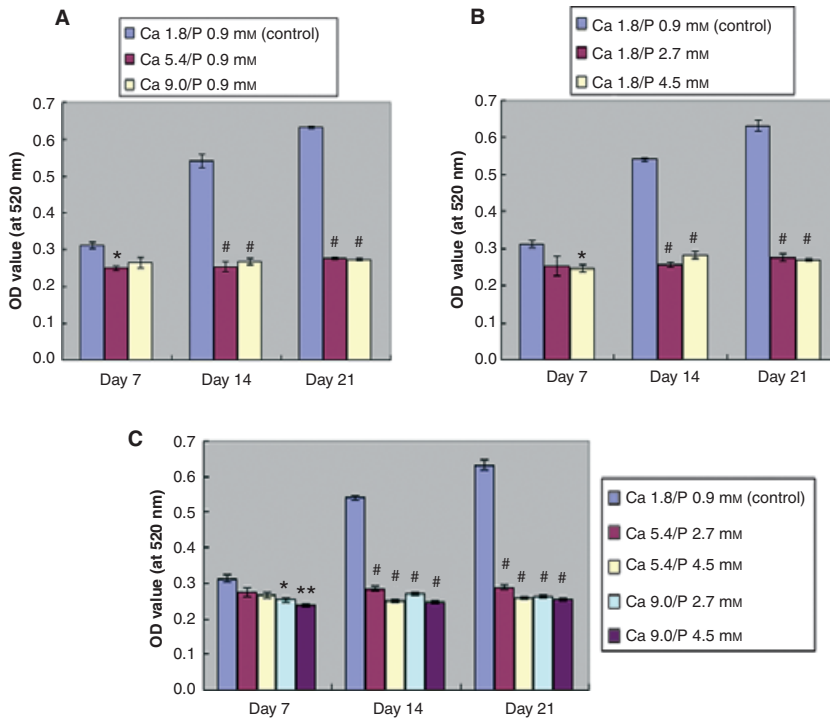 A
Ca 1.8/P 0.9 mM (control)
Ca 5.4/P 0.9 mM
Ca 9.0/P 0.9 mM
OD value (at 520 nm)
0.7
0.6
0.5
0.4
0.3
0.2
0.1
0.0
*
# #
# #
Day 7 Day 14 Day 21
B
Ca 1.8/P 0.9 mM (control)
Ca 1.8/P 2.7 mM
Ca 1.8/P 4.5 mM
OD value (at 520 nm)
0.7
0.6
0.5
0.4
0.3
0.2
0.1
0.0
*
# #
# #
Day 7 Day 14 Day 21
C
OD value (at 520 nm)
0.7
0.6
0.5
0.4
0.3
0.2
0.1
0.0
* **
# # # #
# # # #
Day 7 Day 14 Day 21
Ca 1.8/P 0.9 mM (control)
Ca 5.4/P 2.7 mM
Ca 5.4/P 4.5 mM
Ca 9.0/P 2.7 mM
Ca 9.0/P 4.5 mM